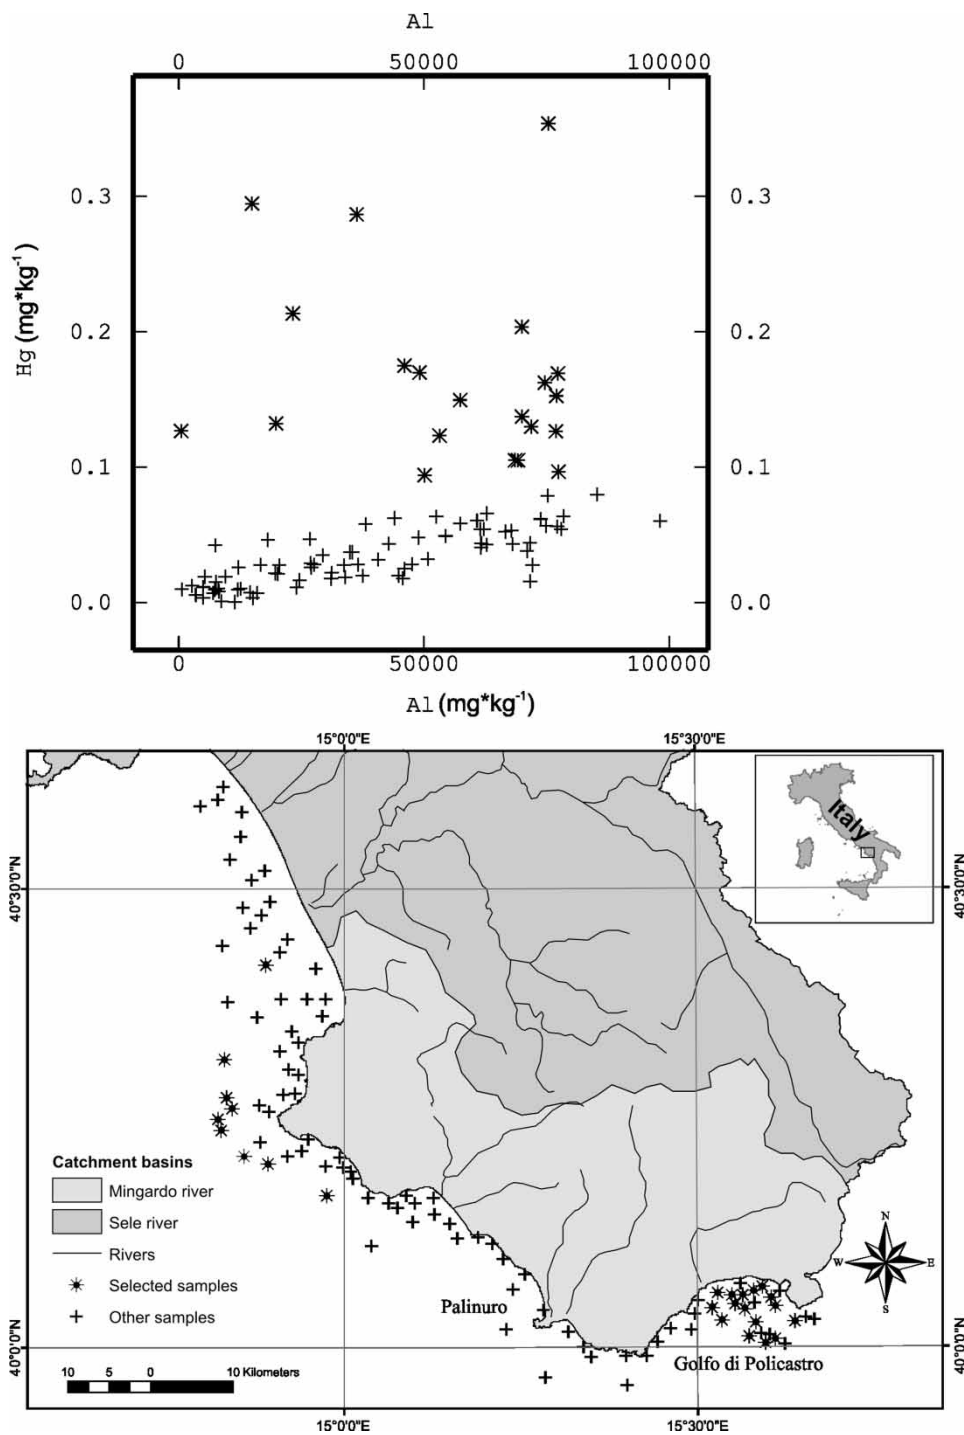 Al
0 50000 100000
0.3 0.3
Hg (mg*kg-1)
0.2 0.2
0.1 0.1
0.0 0.0
0 50000 100000
Al (mg*kg-1)
15°0'0"E 15°30'0"E
Italy
40°30'0"N 40°30'0"N
Catchment basins
Mingardo river
Sele river
Rivers
Selected samples
Other samples
N
W E
S
Palinuro
Golfo di Policastro
40°0'0"N 40°0'0"N
10 5 0 10 Kilometers
15°0'0"E 15°30'0"E